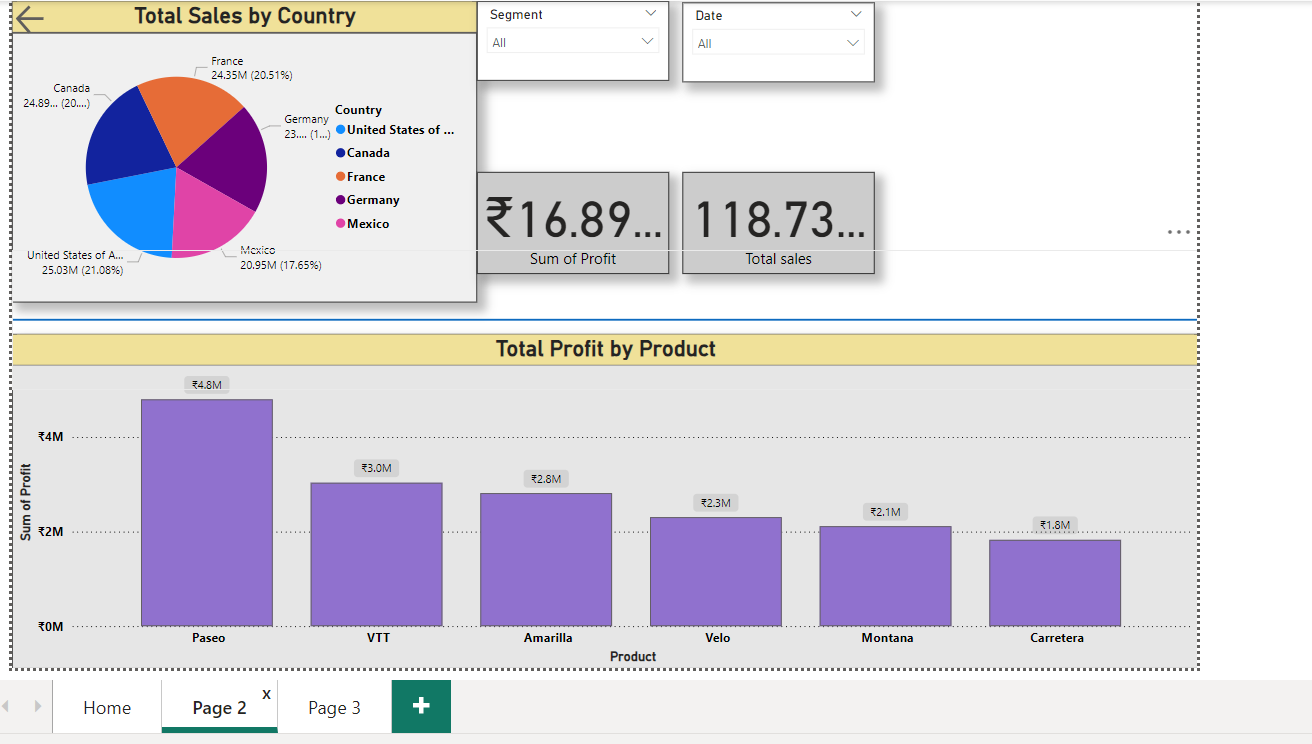 Total Sales by Country
France
24.35M (20.51%)
Canada
24.89... (20....)
Germany
23.... (1...)
Country
United States of ...
Canada
France
Germany
Mexico
United States of A...
25.03M (21.08%)
Mexico
20.95M (17.65%)
Segment
All
Date
All
₹16.89...
Sum of Profit
118.73...
Total sales
Total Profit by Product
Sum of Profit
₹4M
₹2M
₹0M
₹4.8M
₹3.0M
₹2.8M
₹2.3M
₹2.1M
₹1.8M
Paseo VTT Amarilla Velo Montana Carretera
Product
Home Page 2 x Page 3 +